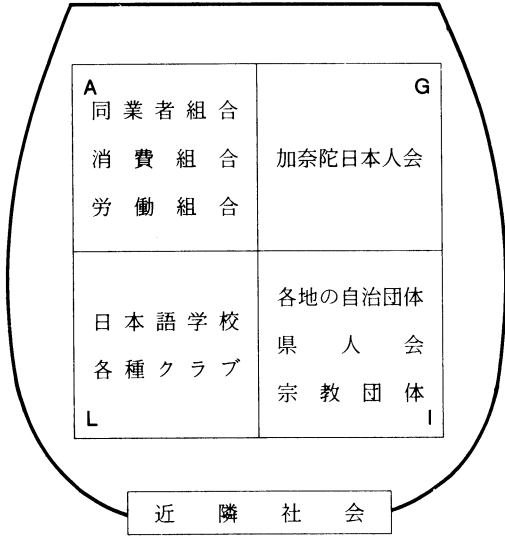 A
同業者組合
消費組合
労働組合
G
加奈陀日本人会
日本語学校
各種クラブ
L
各地の自治団体
県人会
宗教団体
I
近隣社会